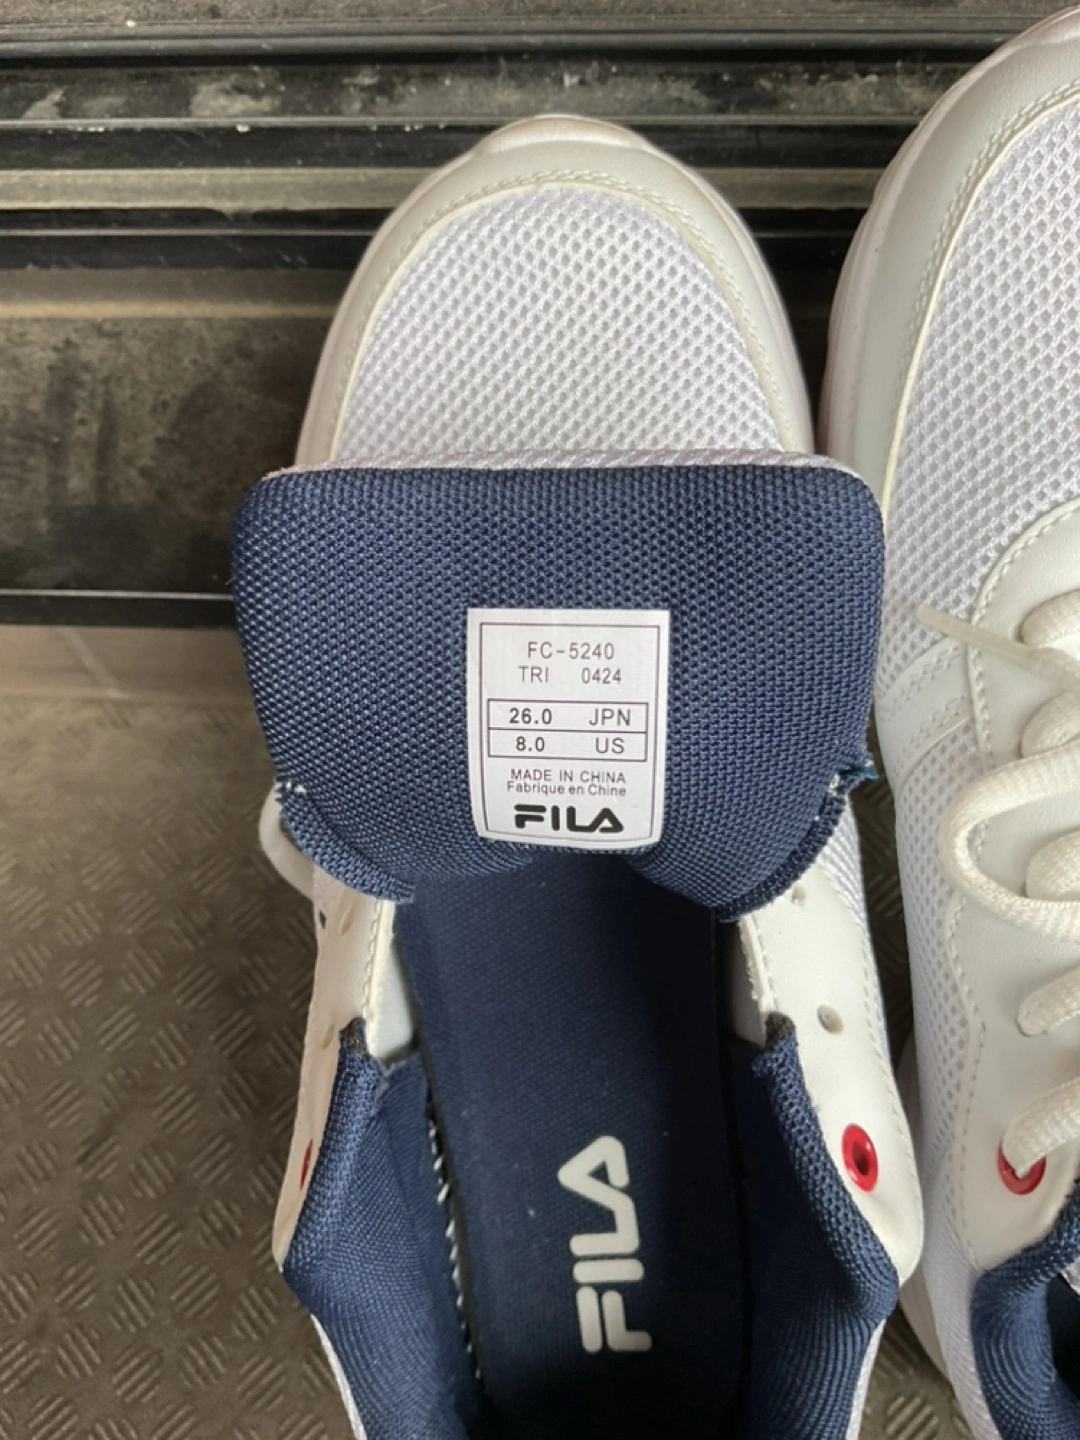 FC-5240
TRI 0424
26.0 JPN
8.0 US
MADE IN CHINA
Fabrique en Chine
FILA
FILA